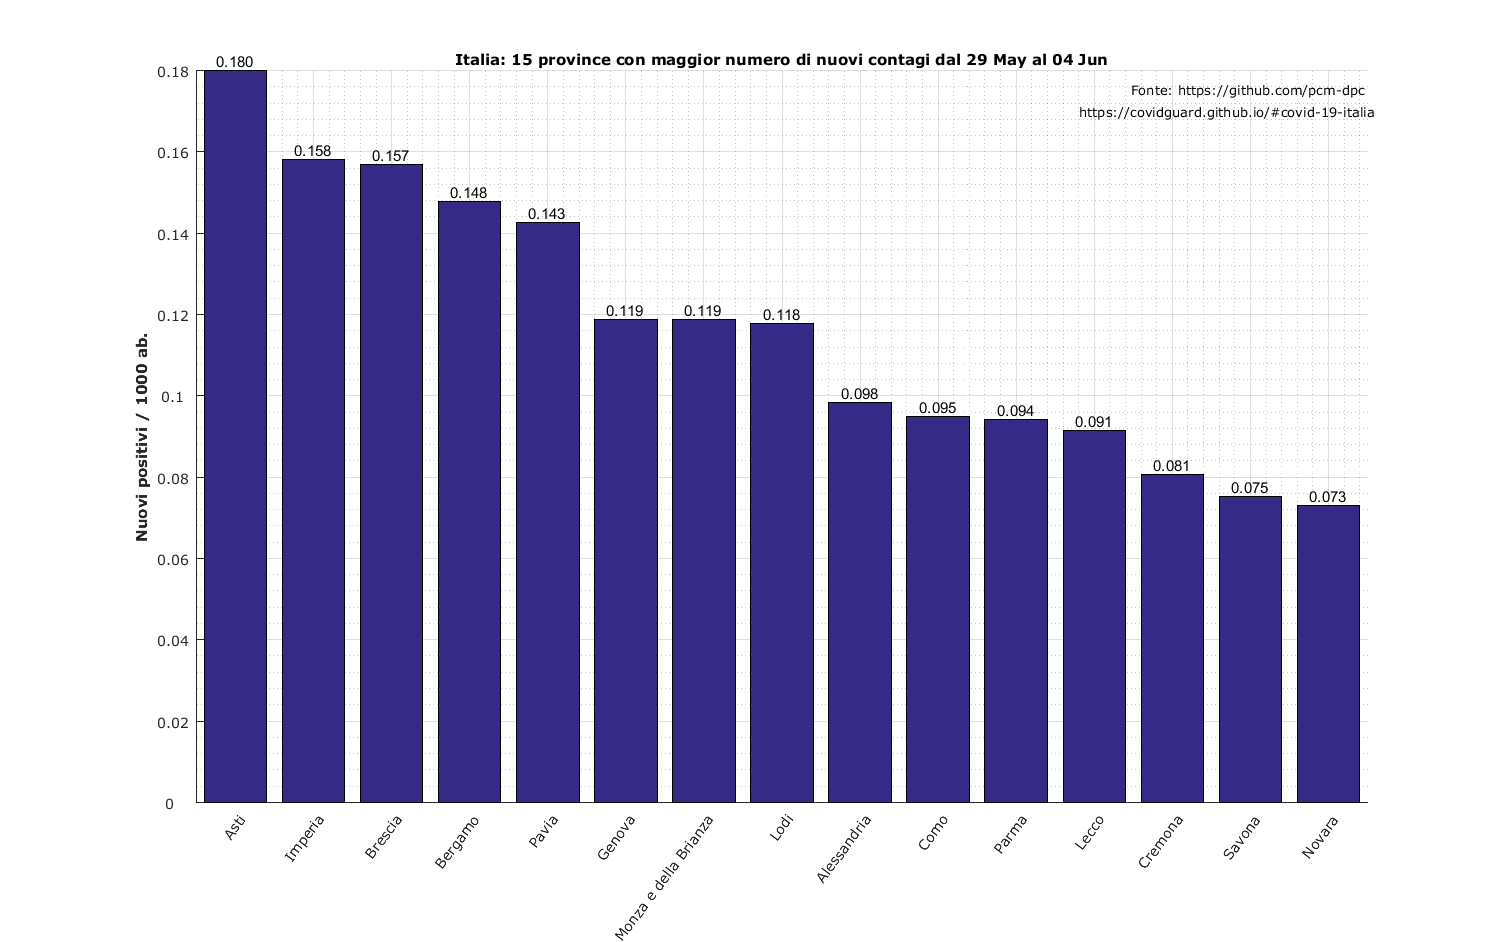 Italia: 15 province con maggior numero di nuovi contagi dal 29 May al 04 Jun
Fonte: https://github.com/pcm-dpc
https://covidguard.github.io/#covid-19-italia
Nuovi positivi / 1000 ab.
0.18
0.16
0.14
0.12
0.1
0.08
0.06
0.04
0.02
0
0.180
0.158
0.157
0.148
0.143
0.119
0.119
0.118
0.098
0.095
0.094
0.091
0.081
0.075
0.073
Asti
Imperia
Brescia
Bergamo
Pavia
Genova
Monza e della Brianza
Lodi
Alessandria
Como
Parma
Lecco
Cremona
Savona
Novara